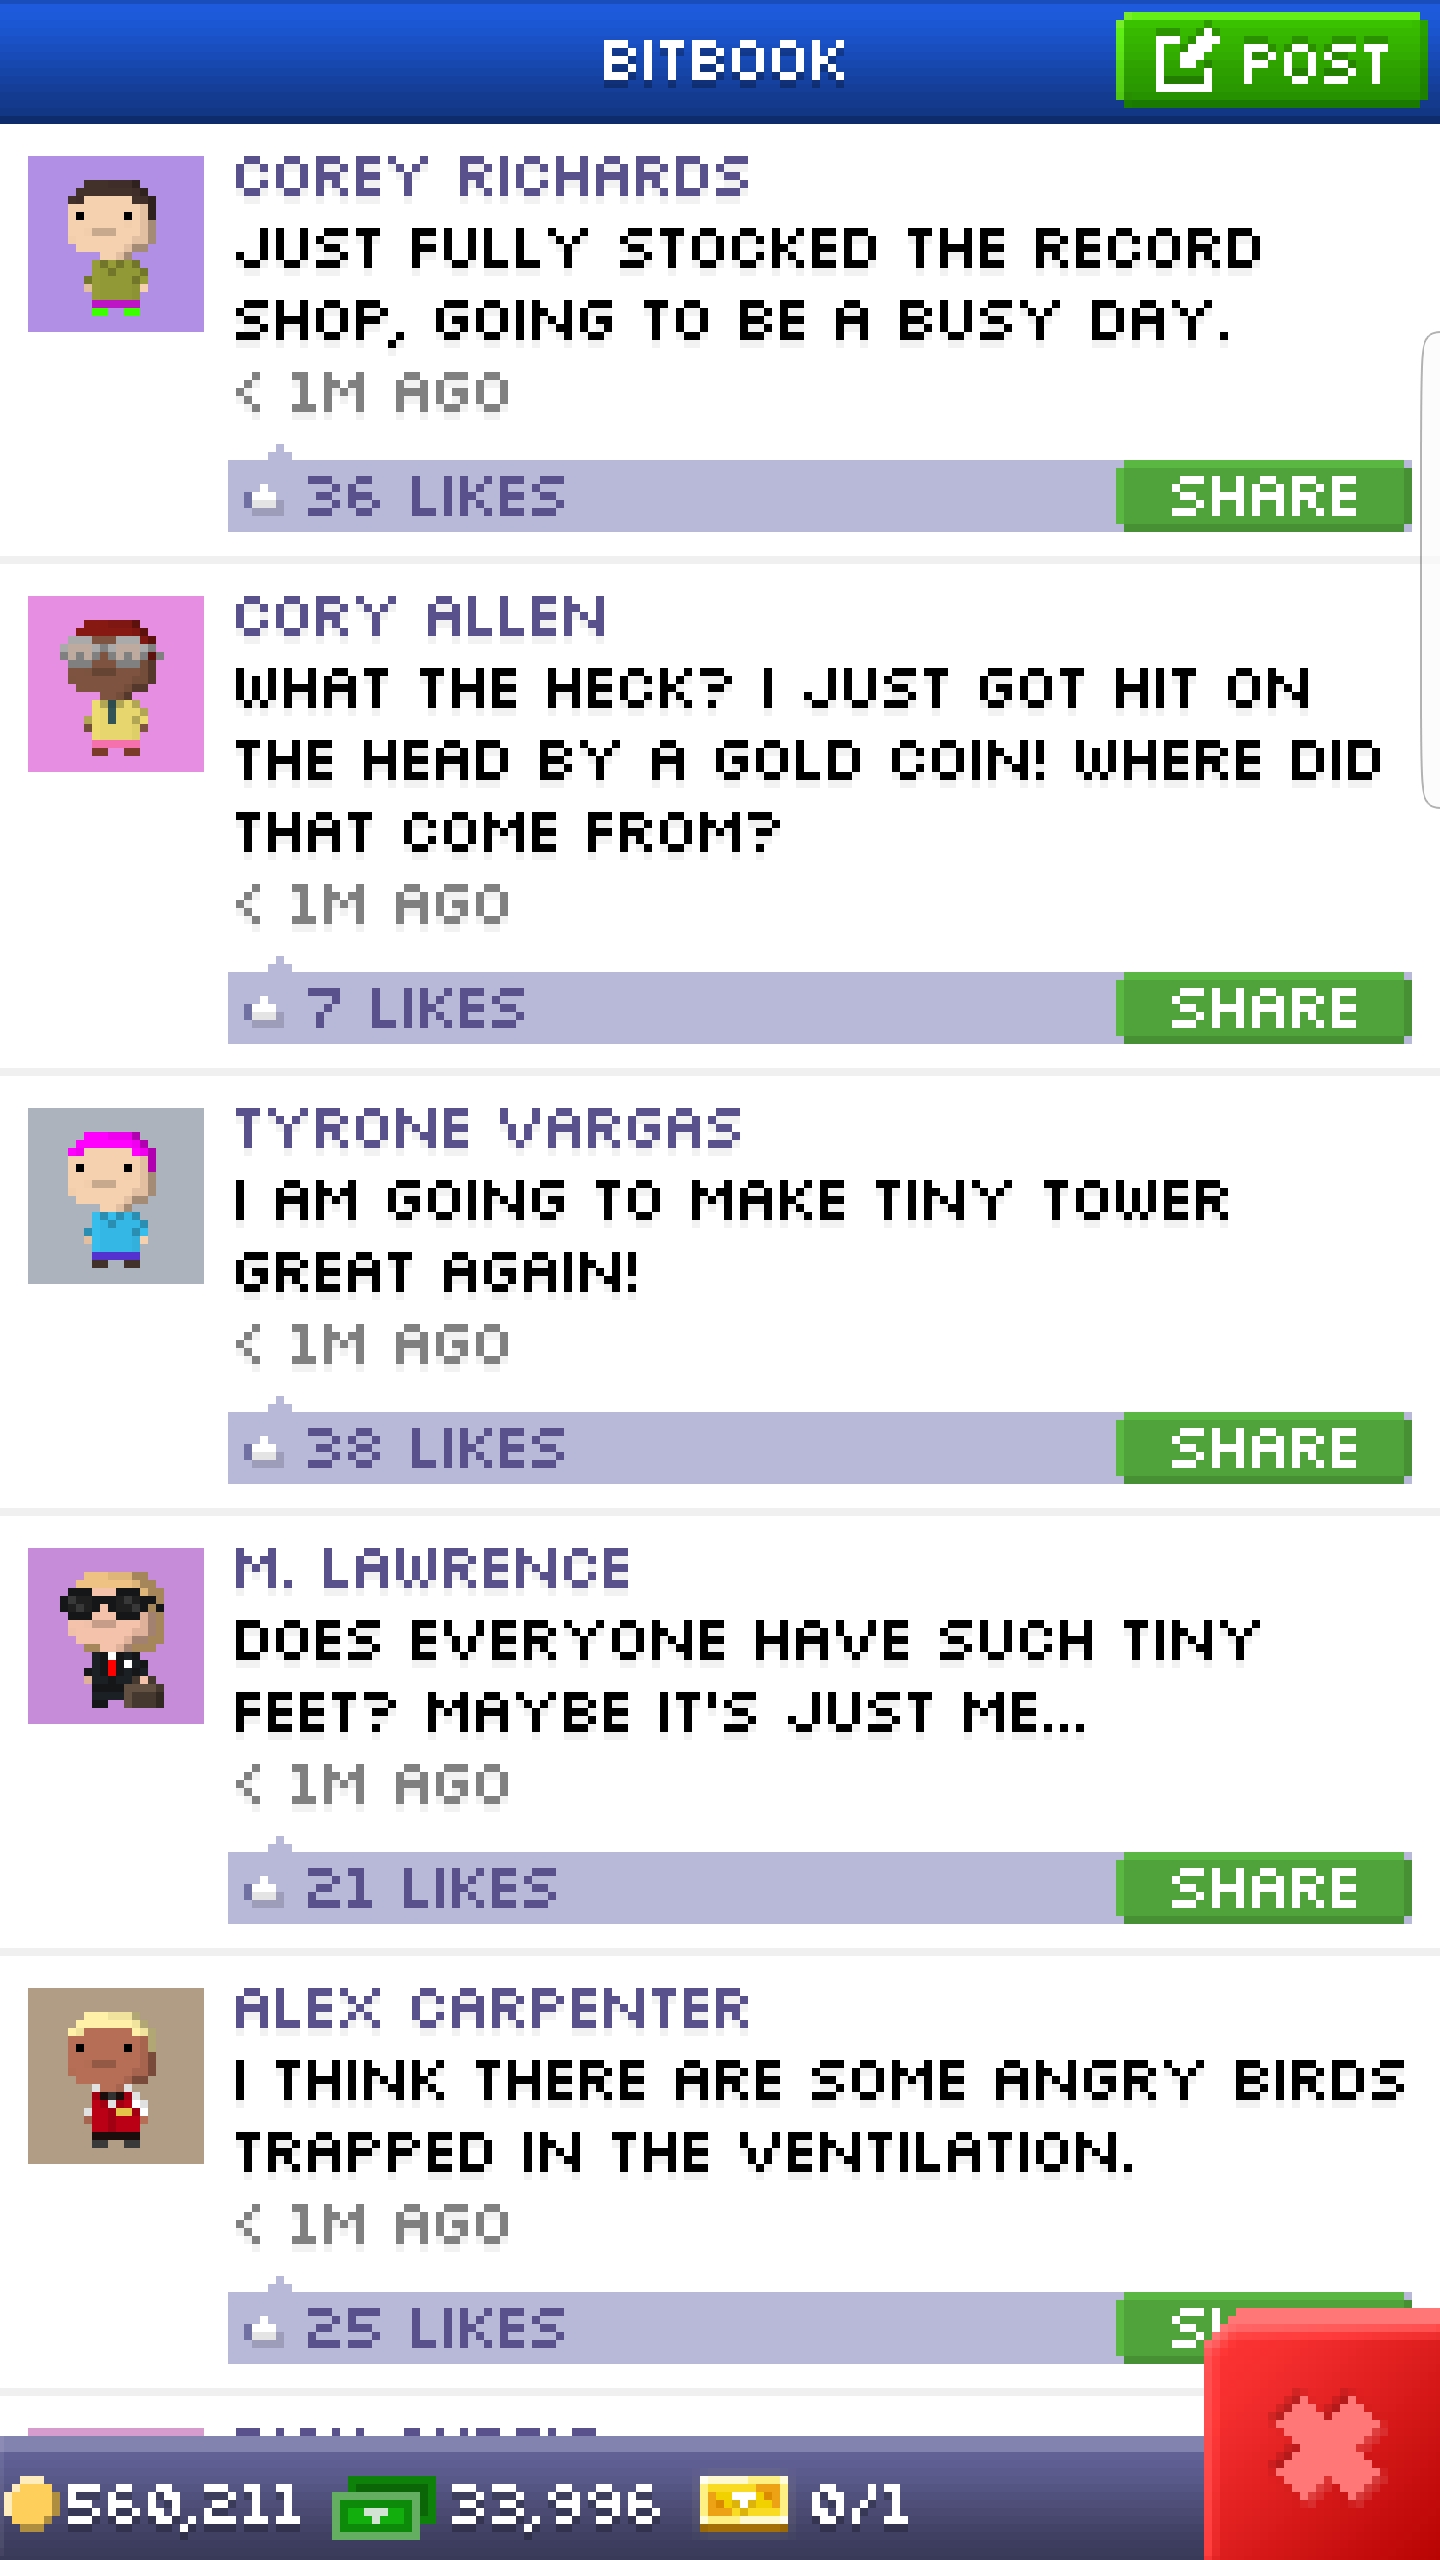 BITBOOK
POST
COREY RICHARDS
JUST FULLY STOCKED THE RECORD
SHOP, GOING TO BE A BUSY DAY.
< 1M AGO
36 LIKES
SHARE
CORY ALLEN
WHAT THE HECK? I JUST GOT HIT ON
THE HEAD BY A GOLD COIN! WHERE DID
THAT COME FROM?
< 1M AGO
7 LIKES
SHARE
TYRONE VARGAS
I AM GOING TO MAKE TINY TOWER
GREAT AGAIN!
< 1M AGO
38 LIKES
SHARE
M. LAWRENCE
DOES EVERYONE HAVE SUCH TINY
FEET? MAYBE IT'S JUST ME...
< 1M AGO
21 LIKES
SHARE
ALEX CARPENTER
I THINK THERE ARE SOME ANGRY BIRDS
TRAPPED IN THE VENTILATION.
< 1M AGO
25 LIKES
560,211
33,996
0/1